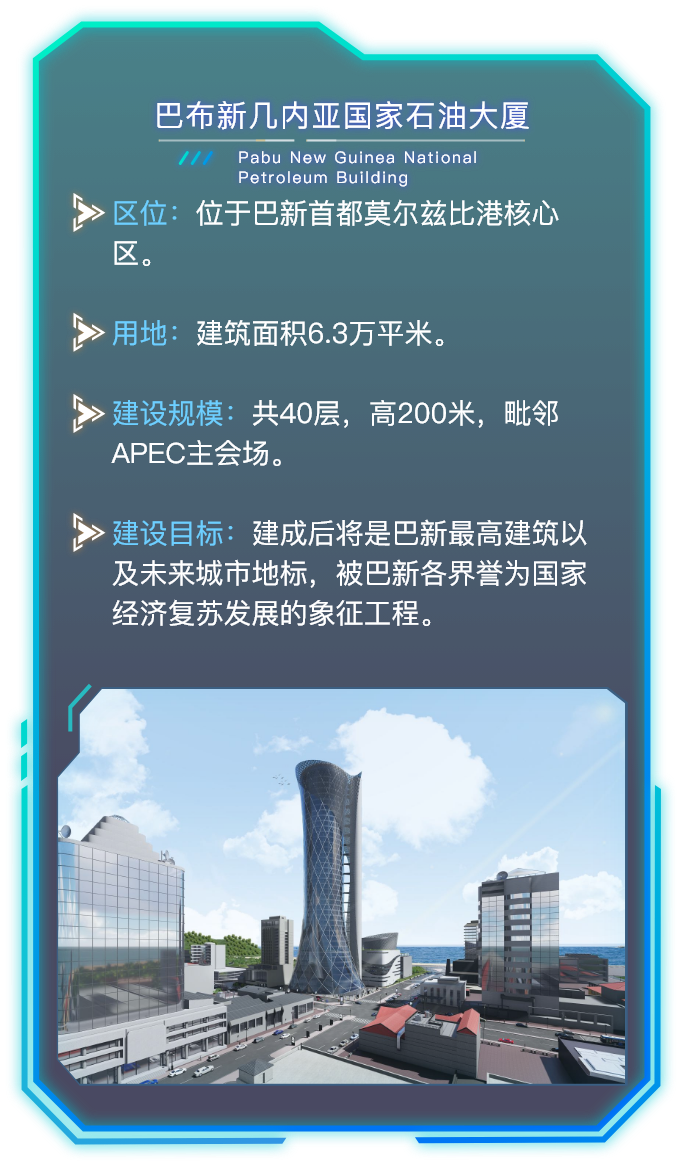 巴布新几内亚国家石油大厦
Pabu New Guinea National
Petroleum Building
区位：位于巴新首都莫尔兹比港核心
区。
用地：建筑面积6.3万平米。
建设规模：共40层，高200米，毗邻
APEC主会场。
建设目标：建成后将是巴新最高建筑以
及未来城市地标，被巴新各界誉为国家
经济复苏发展的象征工程。